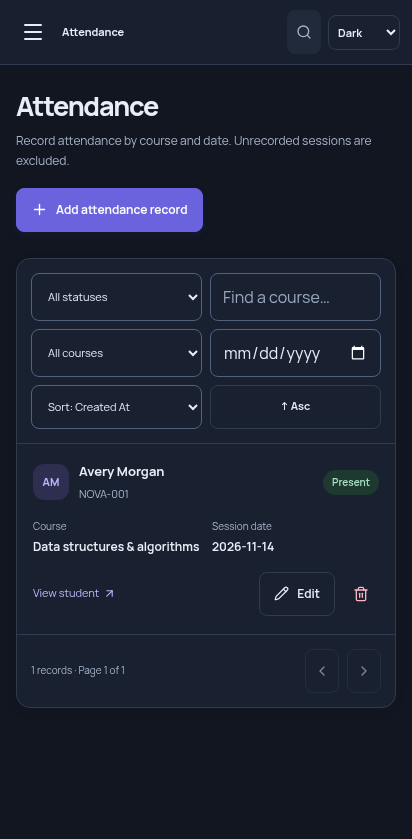 Attendance
Dark
Attendance
Record attendance by course and date. Unrecorded sessions are
excluded.
+ Add attendance record
All statuses
Find a course...
All courses
mm/dd/yyyy
Sort: Created At
↑ Asc
AM
Avery Morgan
NOVA-001
Present
Course
Session date
Data structures & algorithms
2026-11-14
View student ↗
Edit
1 records · Page 1 of 1